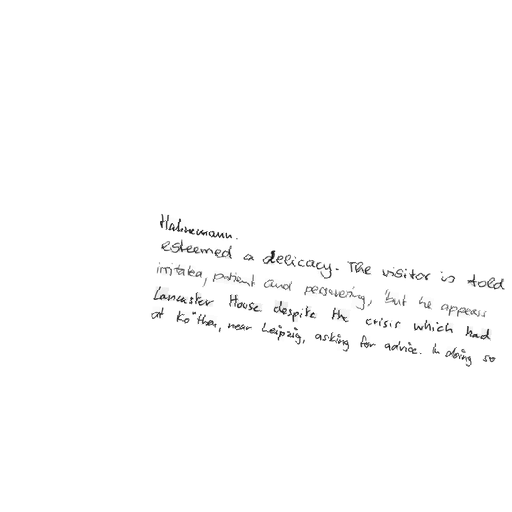 Hahnemann.
esteemed a delicacy. The visitor is told
irritated, patient and persevering, but he appears
Lancaster House despite the crisis which had
at Ko"then, near Leipzig, asking for advice. In doing so